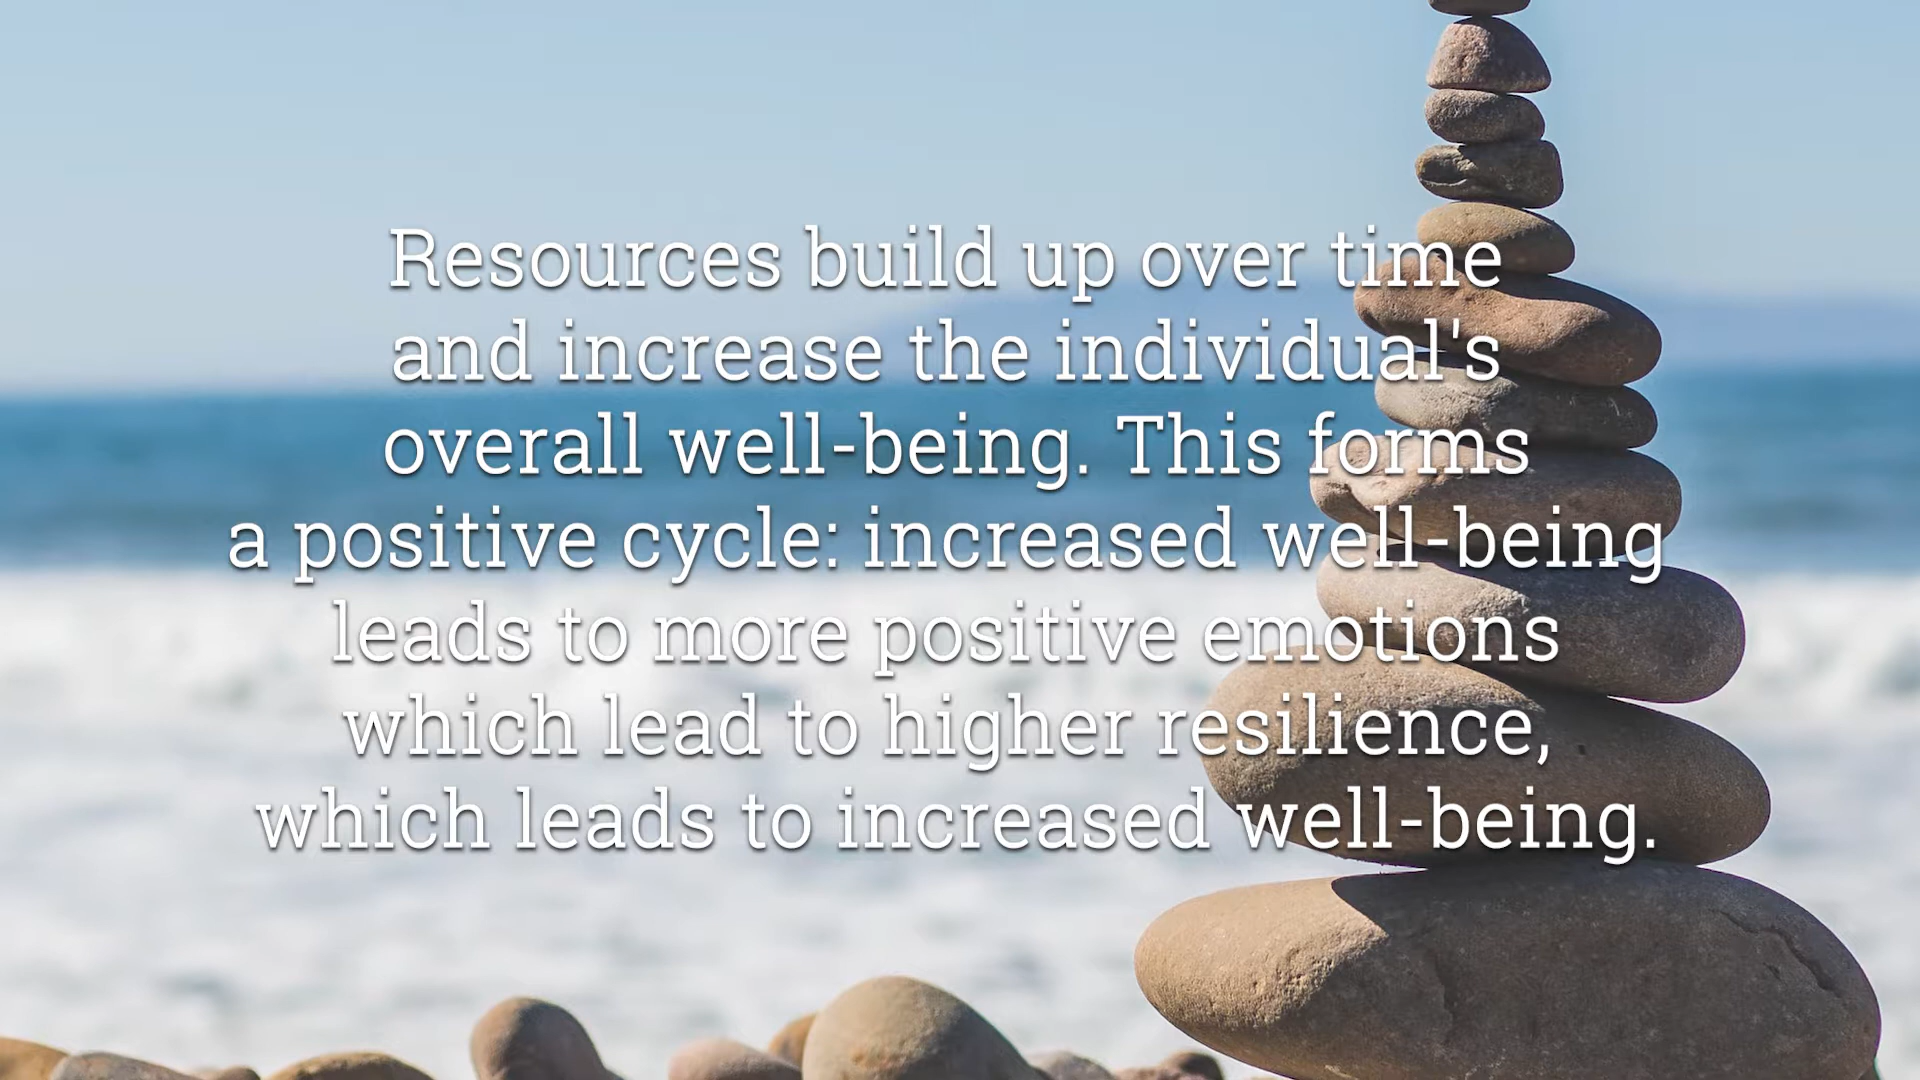 Resources build up over time
and increase the individual's
overall well-being. This forms
a positive cycle: increased well-being
leads to more positive emotions
which lead to higher resilience,
which leads to increased well-being.